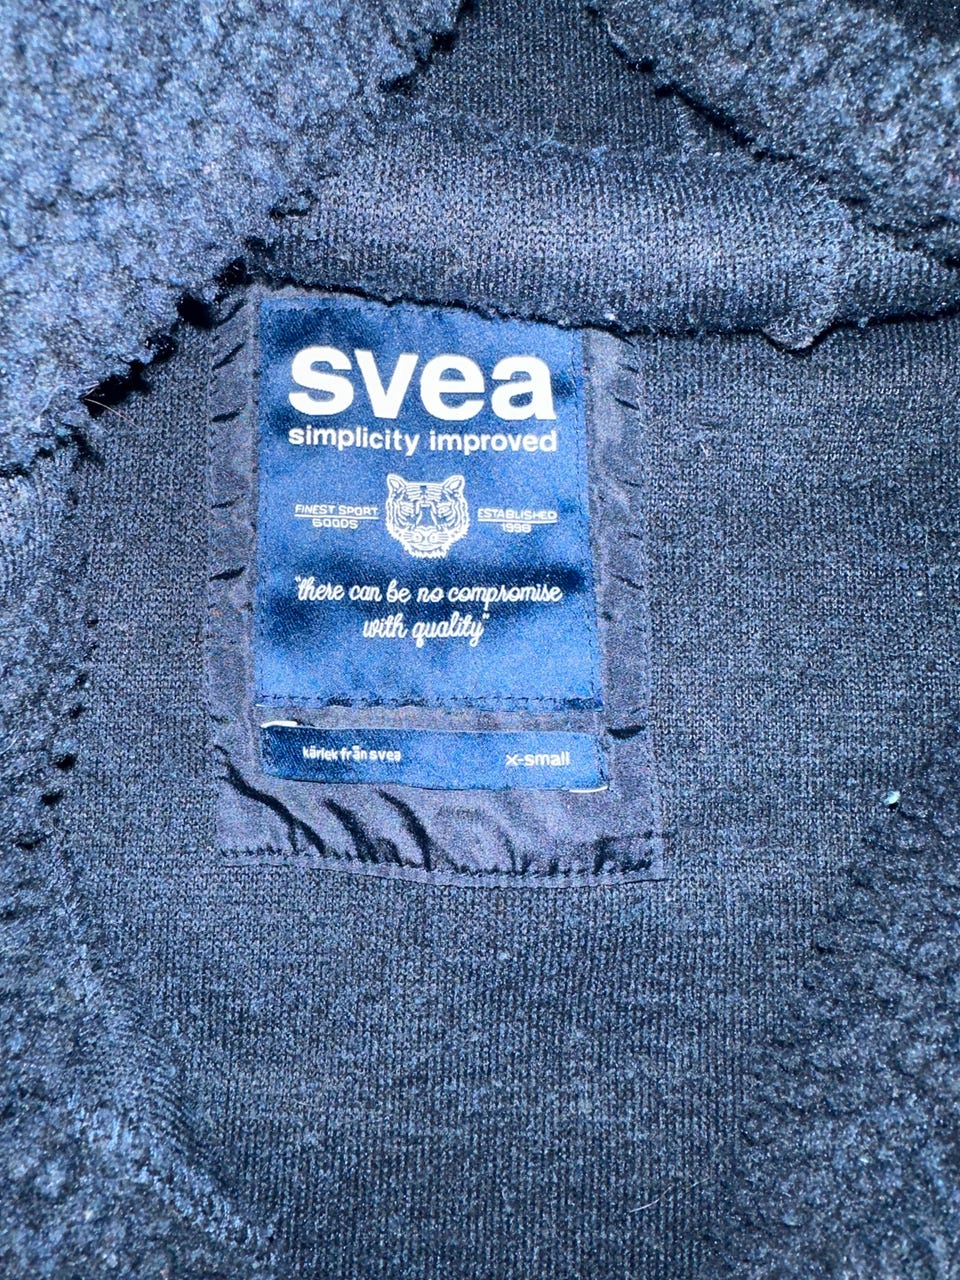 svea
simplicity improved
FINEST SPORT
GOODS
ESTABLISHED
1998
"there can be no compromise
with quality"
kärlek från svea
x-small